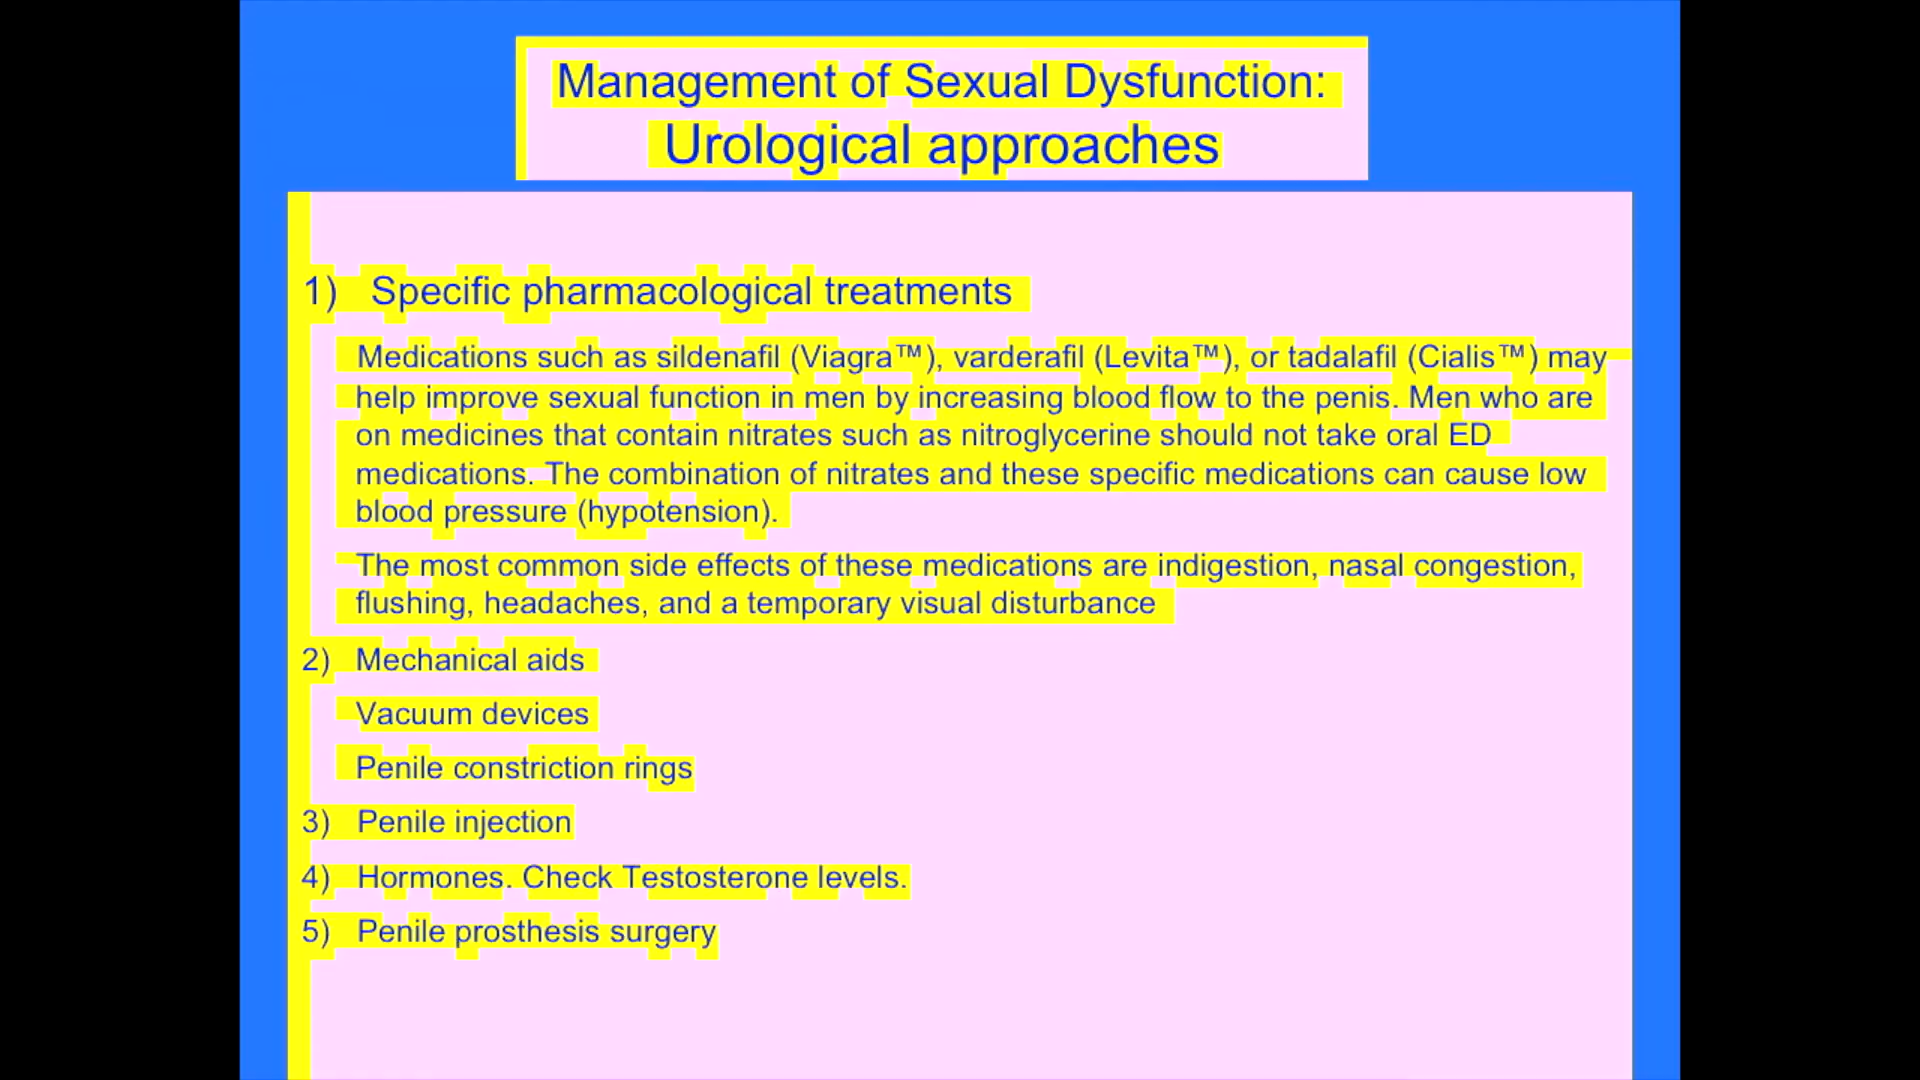 Management of Sexual Dysfunction:
Urological approaches
1) Specific pharmacological treatments
Medications such as sildenafil (Viagra™), varderafil (Levita™), or tadalafil (Cialis™) may
help improve sexual function in men by increasing blood flow to the penis. Men who are
on medicines that contain nitrates such as nitroglycerine should not take oral ED
medications. The combination of nitrates and these specific medications can cause low
blood pressure (hypotension).
The most common side effects of these medications are indigestion, nasal congestion,
flushing, headaches, and a temporary visual disturbance
2) Mechanical aids
Vacuum devices
Penile constriction rings
3) Penile injection
4) Hormones. Check Testosterone levels.
5) Penile prosthesis surgery